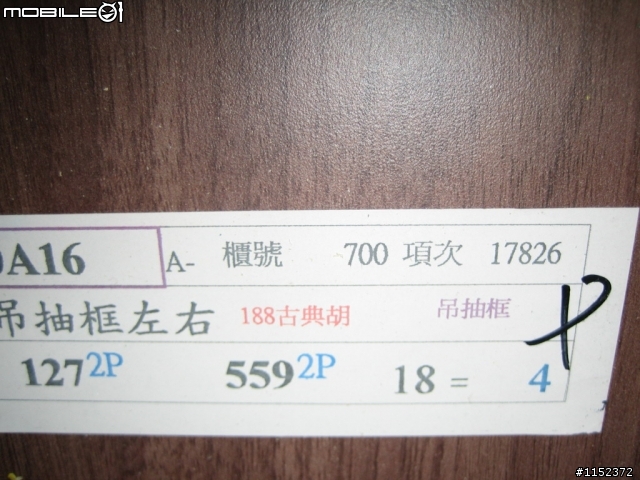 MOBILE01
0A16 A- 櫃號 700 項次 17826
吊抽框左右 188古典胡 吊抽框
127 2P 559 2P 18 = 4
#1152372